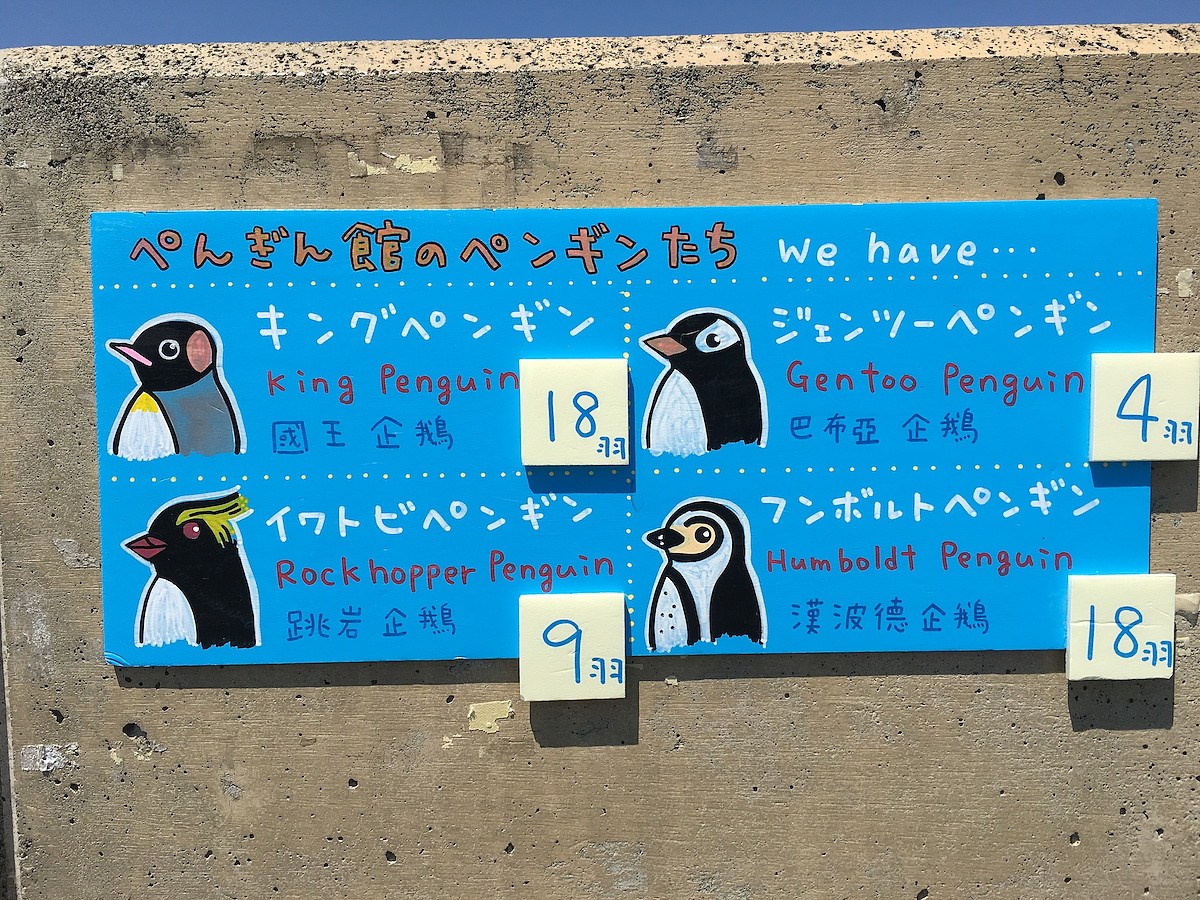 ぺんぎん館のペンギンたち We have…
キングペンギン
King Penguin
國王企鵝
18羽
ジェンツーペンギン
Gentoo Penguin
巴布亞企鵝
4羽
イワトビペンギン
Rockhopper Penguin
跳岩企鵝
9羽
フンボルトペンギン
Humboldt Penguin
漢波德企鵝
18羽